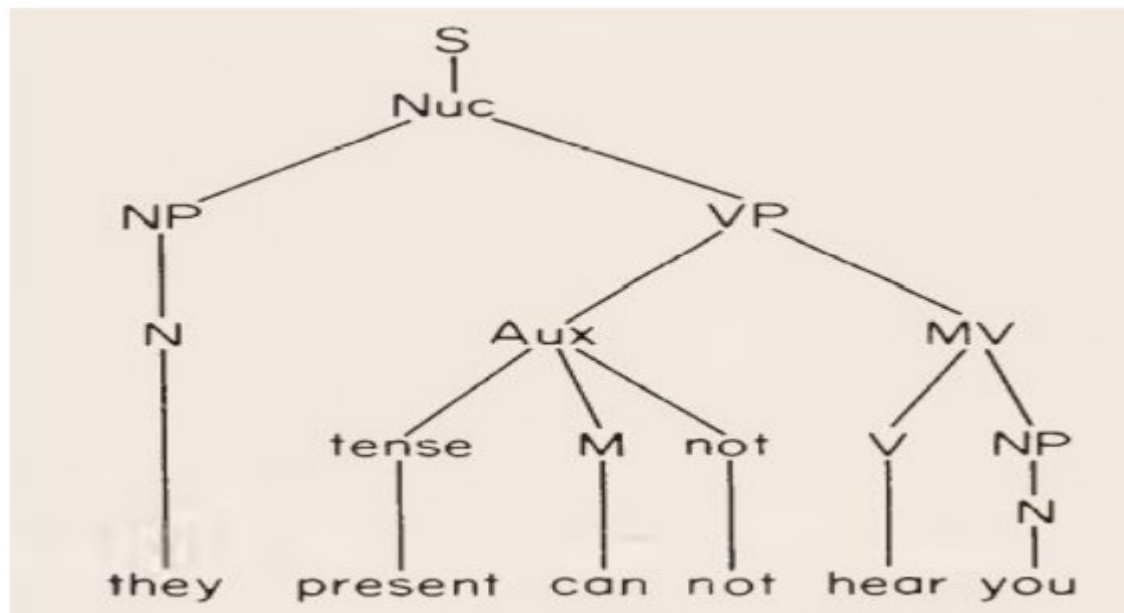 S
Nuc
NP VP
N Aux MV
tense M not V NP
N
they present can not hear you